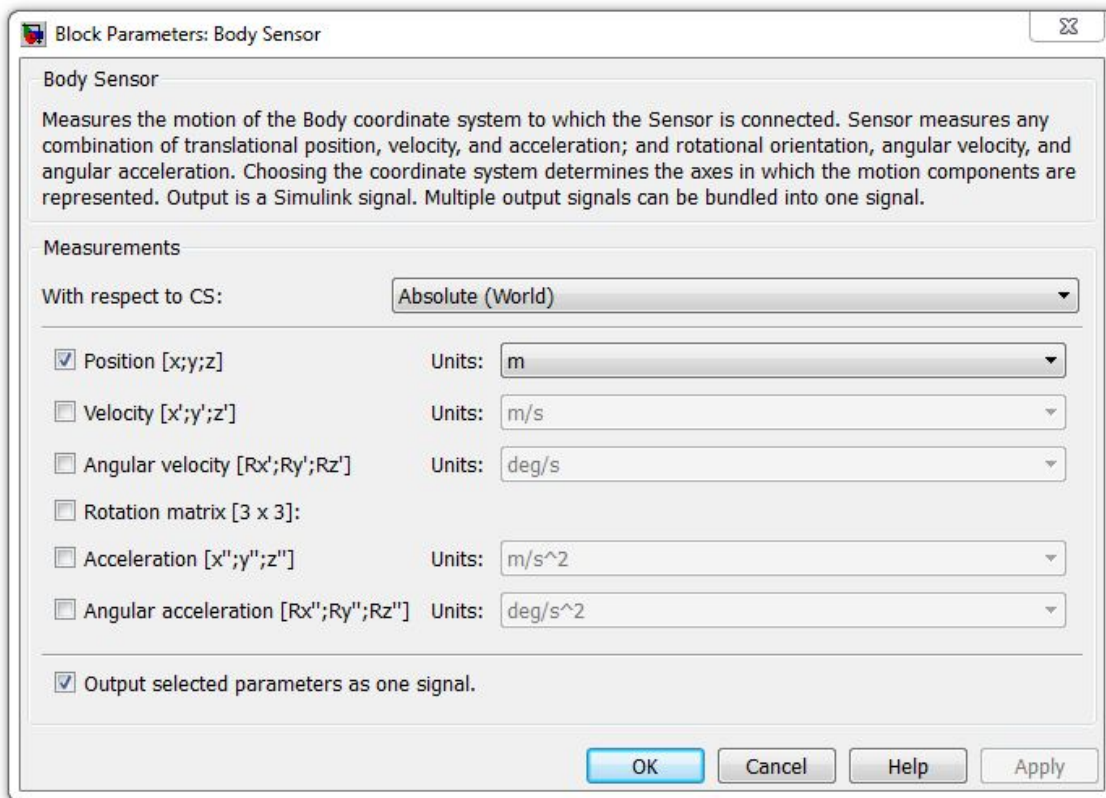 Block Parameters: Body Sensor
Body Sensor
Measures the motion of the Body coordinate system to which the Sensor is connected. Sensor measures any
combination of translational position, velocity, and acceleration; and rotational orientation, angular velocity, and
angular acceleration. Choosing the coordinate system determines the axes in which the motion components are
represented. Output is a Simulink signal. Multiple output signals can be bundled into one signal.
Measurements
With respect to CS: Absolute (World)
Position [x;y;z] Units: m
Velocity [x';y';z'] Units: m/s
Angular velocity [Rx';Ry';Rz'] Units: deg/s
Rotation matrix [3 x 3]:
Acceleration [x'';y'';z''] Units: m/s^2
Angular acceleration [Rx'';Ry'';Rz''] Units: deg/s^2
Output selected parameters as one signal.
OK Cancel Help Apply